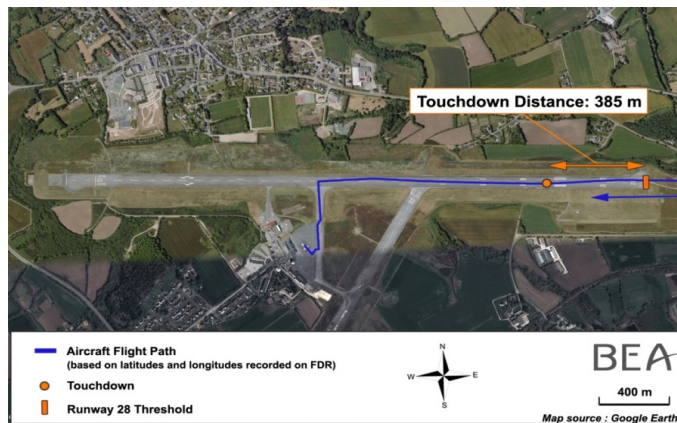 Touchdown Distance: 385 m
Aircraft Flight Path
(based on latitudes and longitudes recorded on FDR)
Touchdown
Runway 28 Threshold
N
W E
S
BEA
400 m
Map source : Google Earth